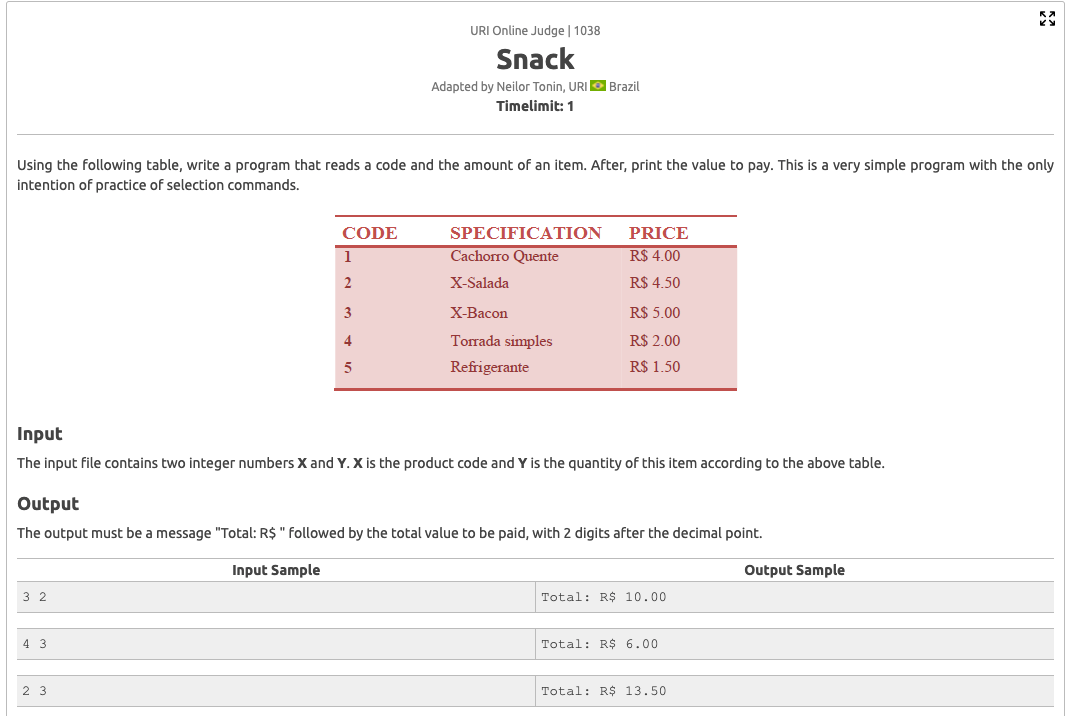 URI Online Judge | 1038
Snack
Adapted by Neilor Tonin, URI Brazil
Timelimit: 1
Using the following table, write a program that reads a code and the amount of an item. After, print the value to pay. This is a very simple program with the only
intention of practice of selection commands.
CODE SPECIFICATION PRICE
1 Cachorro Quente R$ 4.00
2 X-Salada R$ 4.50
3 X-Bacon R$ 5.00
4 Torrada simples R$ 2.00
5 Refrigerante R$ 1.50
Input
The input file contains two integer numbers X and Y. X is the product code and Y is the quantity of this item according to the above table.
Output
The output must be a message "Total: R$ " followed by the total value to be paid, with 2 digits after the decimal point.
Input Sample Output Sample
3 2 Total: R$ 10.00
4 3 Total: R$ 6.00
2 3 Total: R$ 13.50